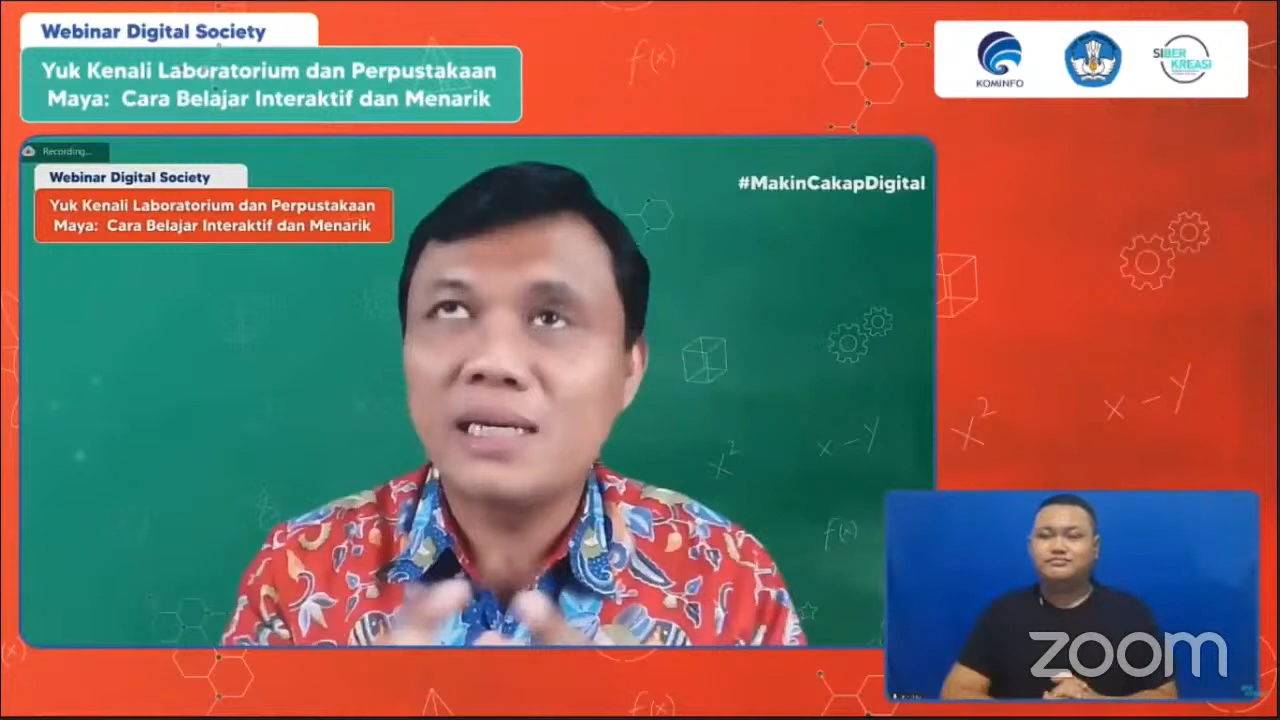 Webinar Digital Society
Yuk Kenali Laboratorium dan Perpustakaan
Maya: Cara Belajar Interaktif dan Menarik
KOMINFO
SIBER
KREASI
Recording...
Webinar Digital Society
Yuk Kenali Laboratorium dan Perpustakaan
Maya: Cara Belajar Interaktif dan Menarik
#MakinCakapDigital
f(x)
x²
x-y
x²
x-y
f(x)
f(x)
zoom